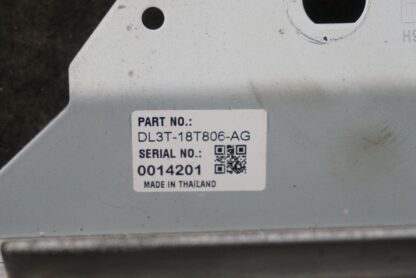 PART NO.:
DL3T-18T806-AG
SERIAL NO.:
0014201
MADE IN THAILAND